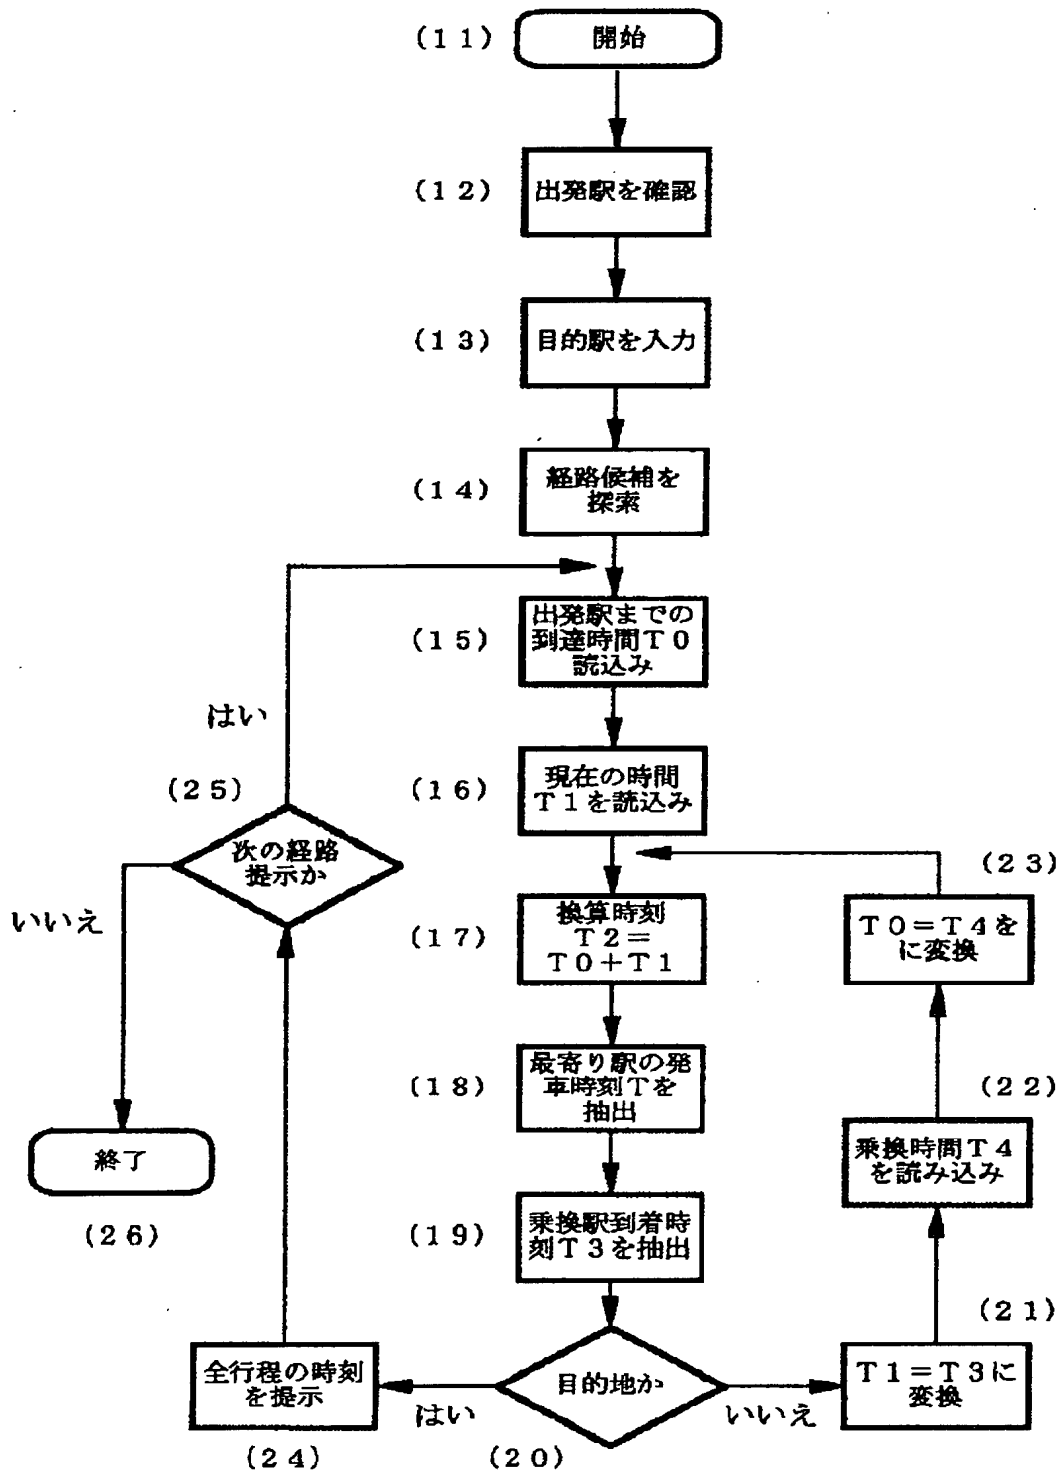 (11)
開始
(12)
出発駅を確認
(13)
目的駅を入力
(14)
経路候補を
探索
(15)
出発駅までの
到達時間T0
読込み
はい
(25)
次の経路
提示か
いいえ
(16)
現在の時間
T1を読込み
(17)
換算時刻
T2=
T0+T1
(23)
T0=T4を
に変換
(18)
最寄り駅の発
車時刻Tを
抽出
(22)
乗換時間T4
を読み込み
終了
(26)
(19)
乗換駅到着時
刻T3を抽出
(21)
T1=T3に
変換
全行程の時刻
を提示
(24)
はい
目的地か
(20)
いいえ